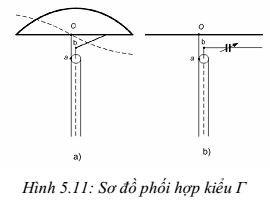 O
b
a
O
b
a
a)
b)
Hình 5.11: Sơ đồ phối hợp kiểu Γ